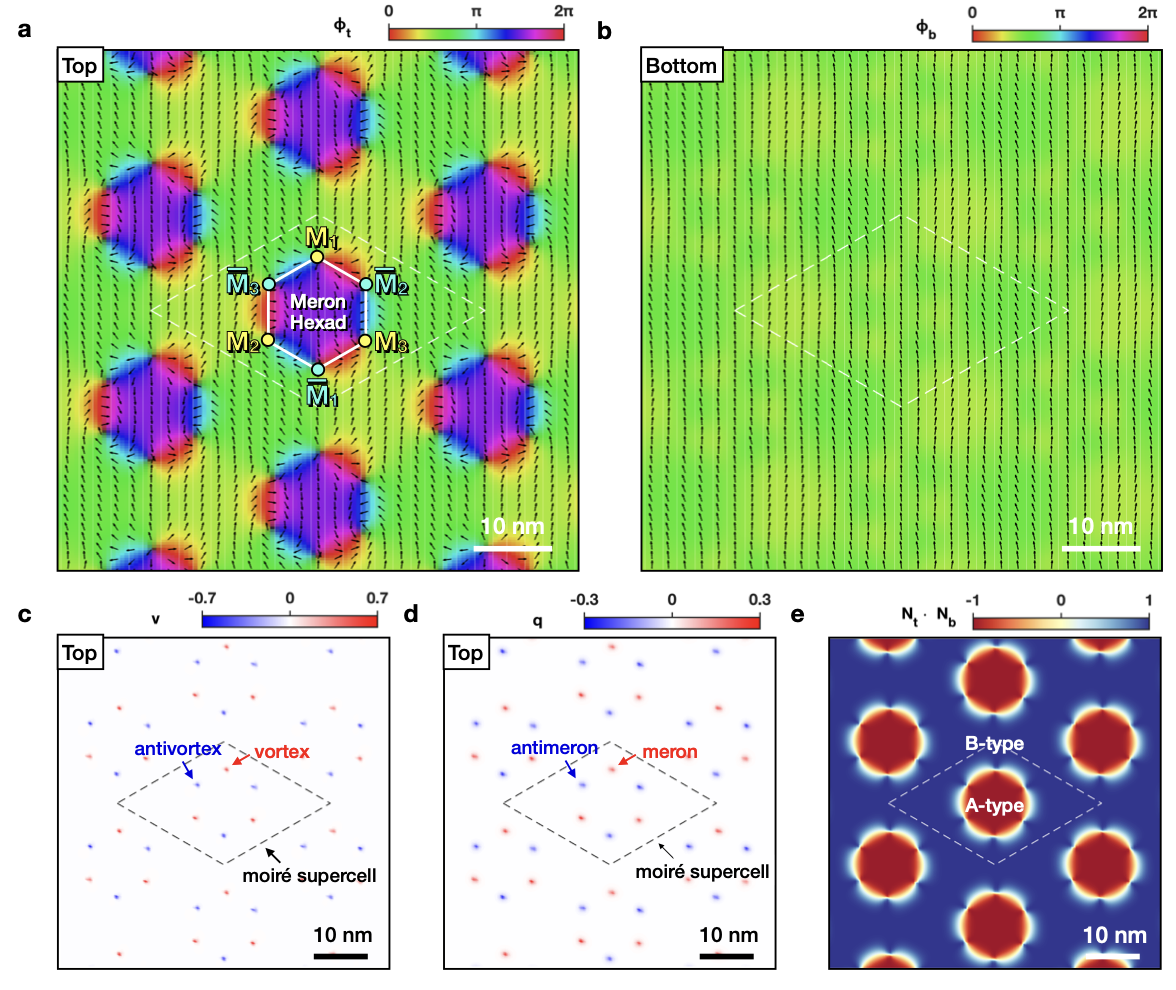 a
ϕt
0 π 2π
Top
M1
M̅3
M̅2
Meron
Hexad
M2
M3
M̅1
10 nm
b
ϕb
0 π 2π
Bottom
10 nm
c
v
-0.7 0 0.7
Top
antivortex
vortex
moiré supercell
10 nm
d
q
-0.3 0 0.3
Top
antimeron
meron
moiré supercell
10 nm
e
Nt · Nb
-1 0 1
B-type
A-type
10 nm